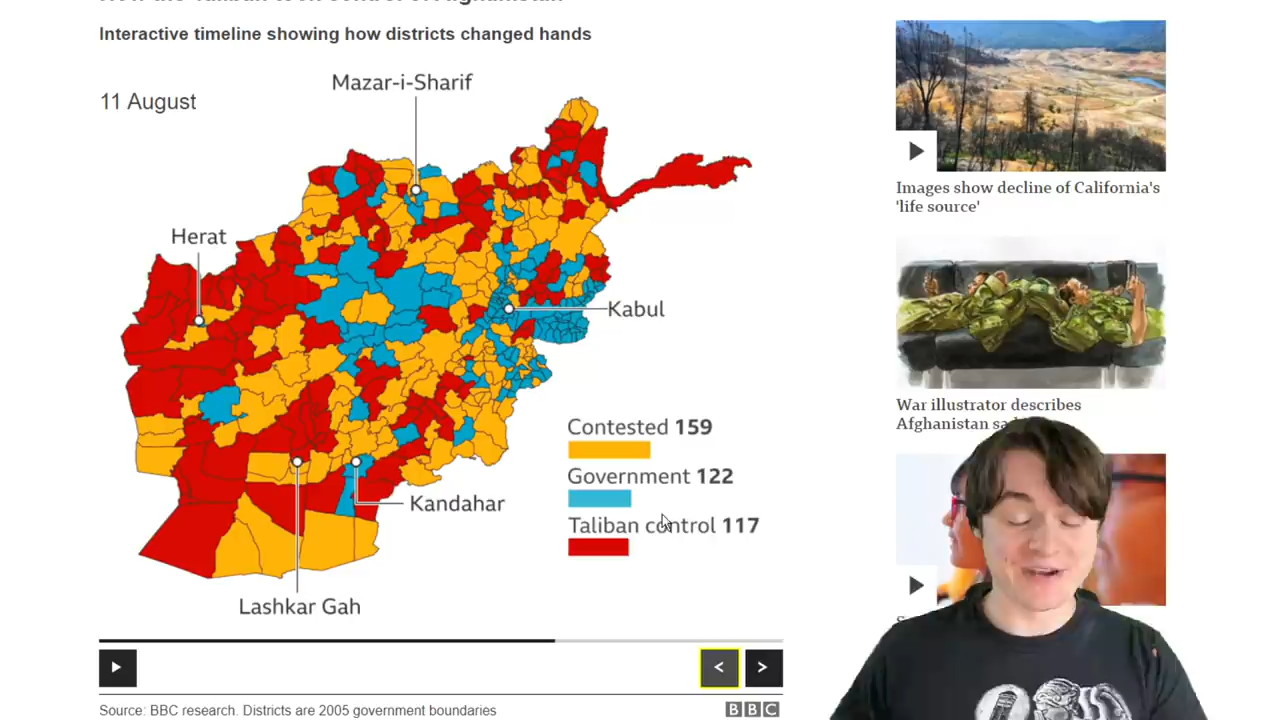 Interactive timeline showing how districts changed hands
11 August
Mazar-i-Sharif
Herat
Kabul
Kandahar
Lashkar Gah
Contested 159
Government 122
Taliban control 117
Source: BBC research. Districts are 2005 government boundaries
BBC
Images show decline of California's
'life source'
War illustrator describes
Afghanistan